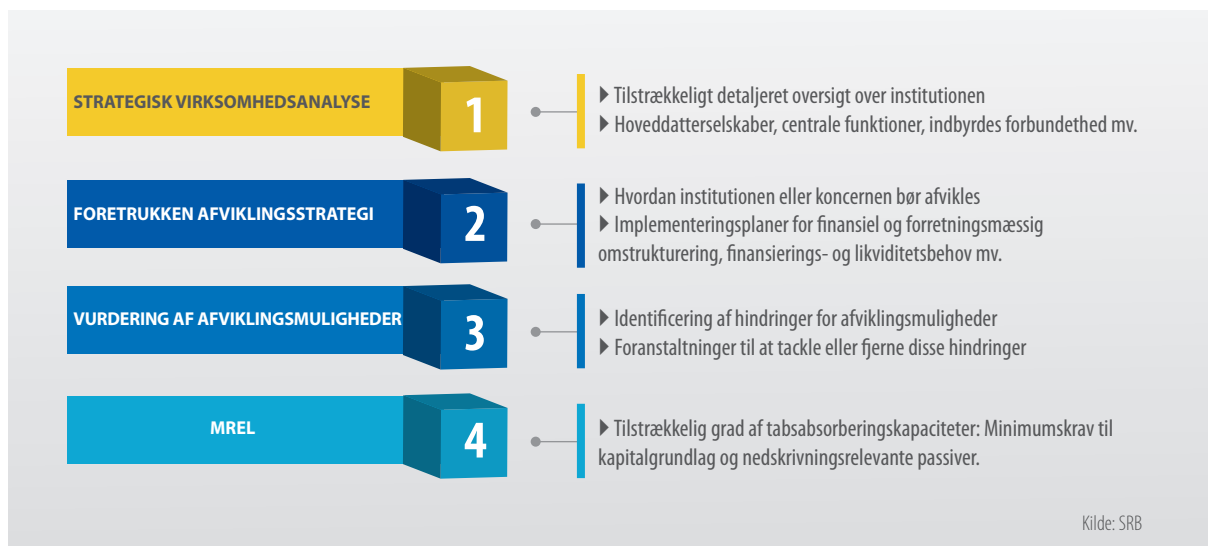 STRATEGISK VIRKSOMHEDSANALYSE
1
▶ Tilstrækkeligt detaljeret oversigt over institutionen
▶ Hoveddatterselskaber, centrale funktioner, indbyrdes forbundethed mv.
FORETRUKKEN AFVIKLINGSSTRATEGI
2
▶ Hvordan institutionen eller koncernen bør afvikles
▶ Implementeringsplaner for finansiel og forretningsmæssig
omstrukturering, finansierings- og likviditetsbehov mv.
VURDERING AF AFVIKLINGSMULIGHEDER
3
▶ Identificering af hindringer for afviklingsmuligheder
▶ Foranstaltninger til at tackle eller fjerne disse hindringer
MREL
4
▶ Tilstrækkelig grad af tabsabsorberingskapaciteter: Minimumskrav til
kapitalgrundlag og nedskrivningsrelevante passiver.
Kilde: SRB